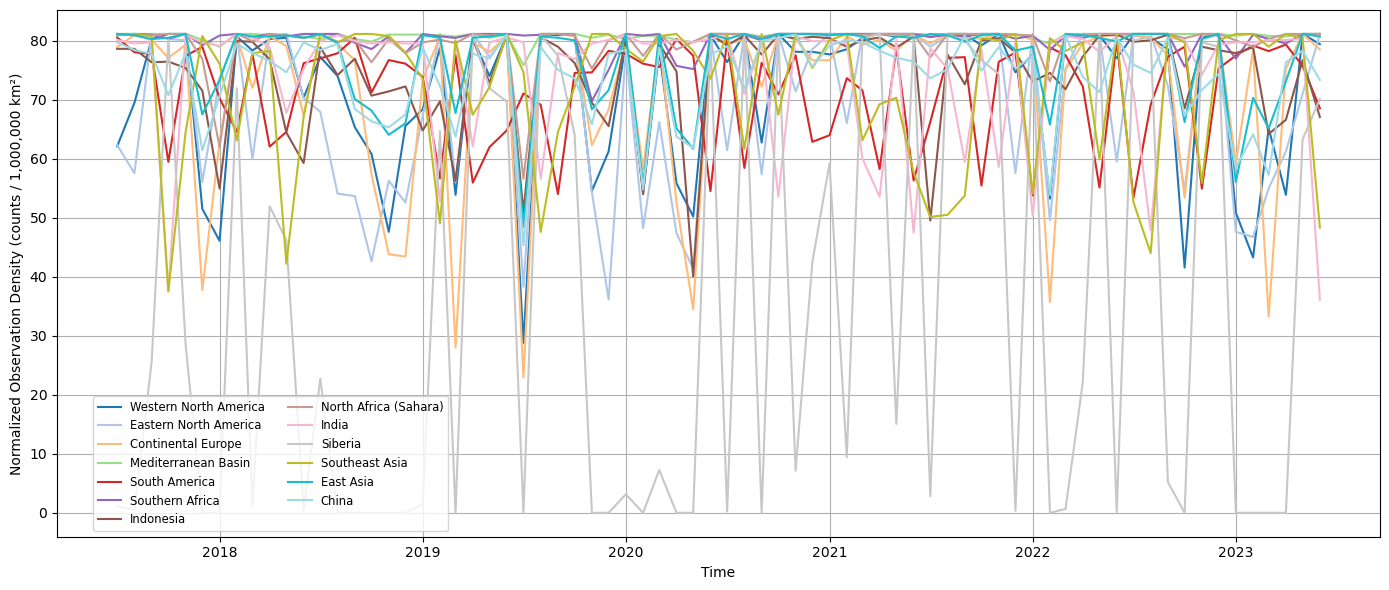 Normalized Observation Density (counts / 1,000,000 km²)
80
70
60
50
40
30
20
10
0
Western North America
Eastern North America
Continental Europe
Mediterranean Basin
South America
Southern Africa
Indonesia
North Africa (Sahara)
India
Siberia
Southeast Asia
East Asia
China
2018 2019 2020 2021 2022 2023
Time